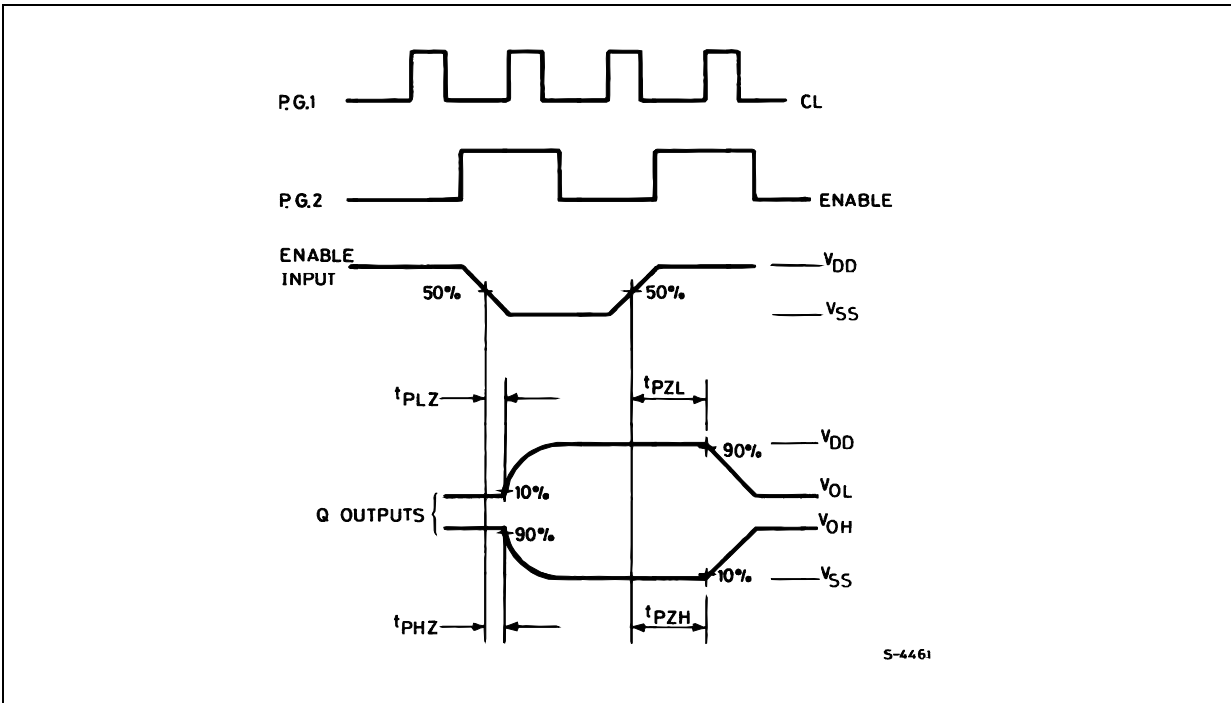 P.G.1
CL
P.G.2
ENABLE
ENABLE
INPUT
50%
50%
VDD
VSS
tPLZ
tPZL
90%
VDD
10%
VOL
Q OUTPUTS
90%
VOH
10%
VSS
tPHZ
tPZH
S-4461